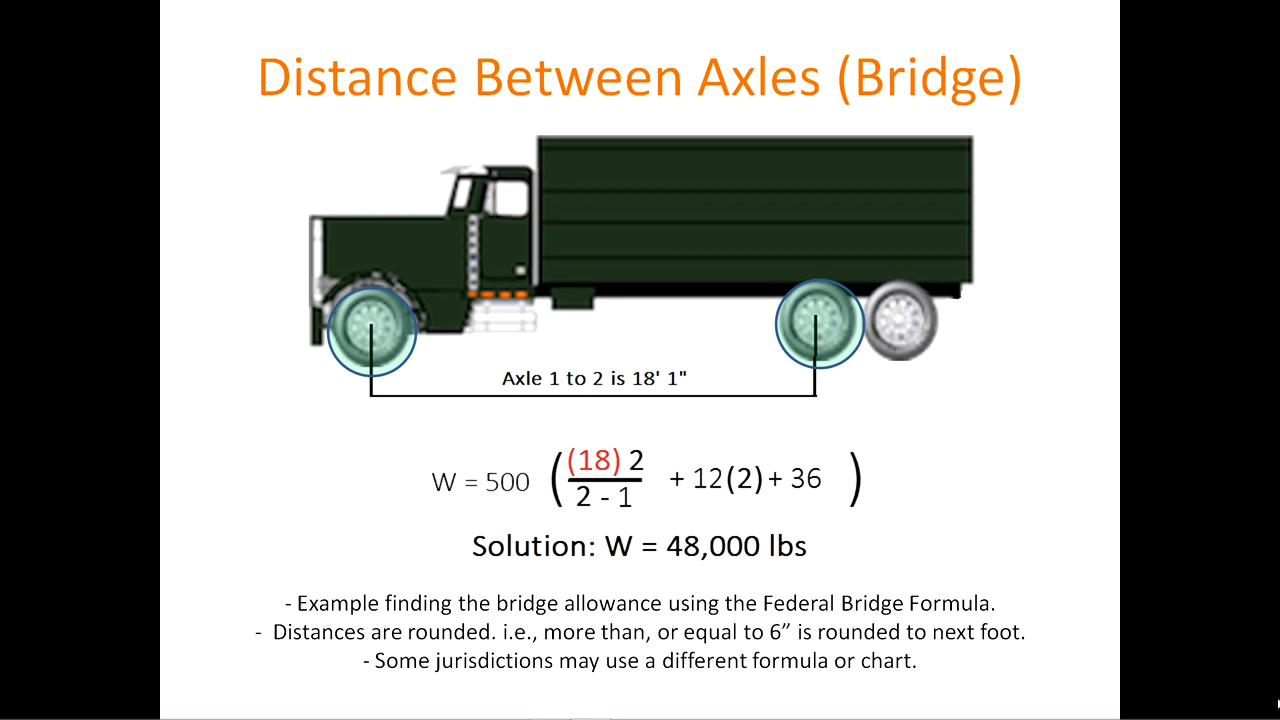 Distance Between Axles (Bridge)
Axle 1 to 2 is 18' 1"
W = 500 ( (18) 2 / 2 - 1 + 12(2) + 36 )
Solution: W = 48,000 lbs
- Example finding the bridge allowance using the Federal Bridge Formula.
- Distances are rounded. i.e., more than, or equal to 6” is rounded to next foot.
- Some jurisdictions may use a different formula or chart.